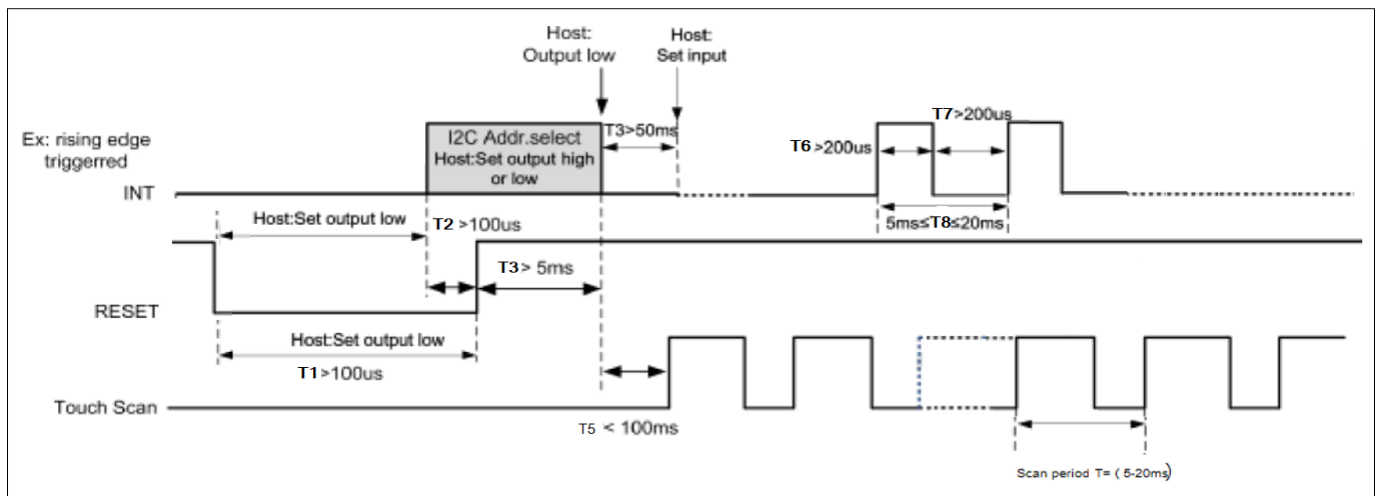 Host:
Output low
Host:
Set input
Ex: rising edge
triggerred
INT
I2C Addr.select
Host:Set output high
or low
T3>50ms
T6 >200us
T7>200us
5ms≤T8≤20ms
Host:Set output low
T2 >100us
T3> 5ms
RESET
Host:Set output low
T1>100us
Touch Scan
T5 < 100ms
Scan period T= ( 5-20ms)